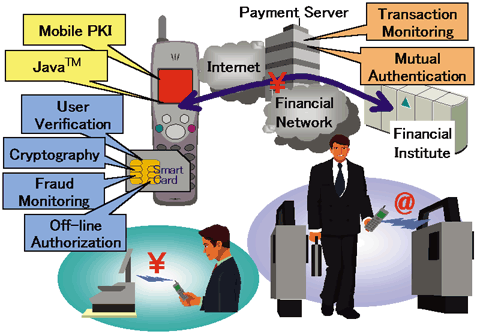 Mobile PKI
Java™
User
Verification
Cryptography
Fraud
Monitoring
Off-line
Authorization
Smart
Card
Internet
¥
Payment Server
Financial
Network
Transaction
Monitoring
Mutual
Authentication
Financial
Institute
¥
@